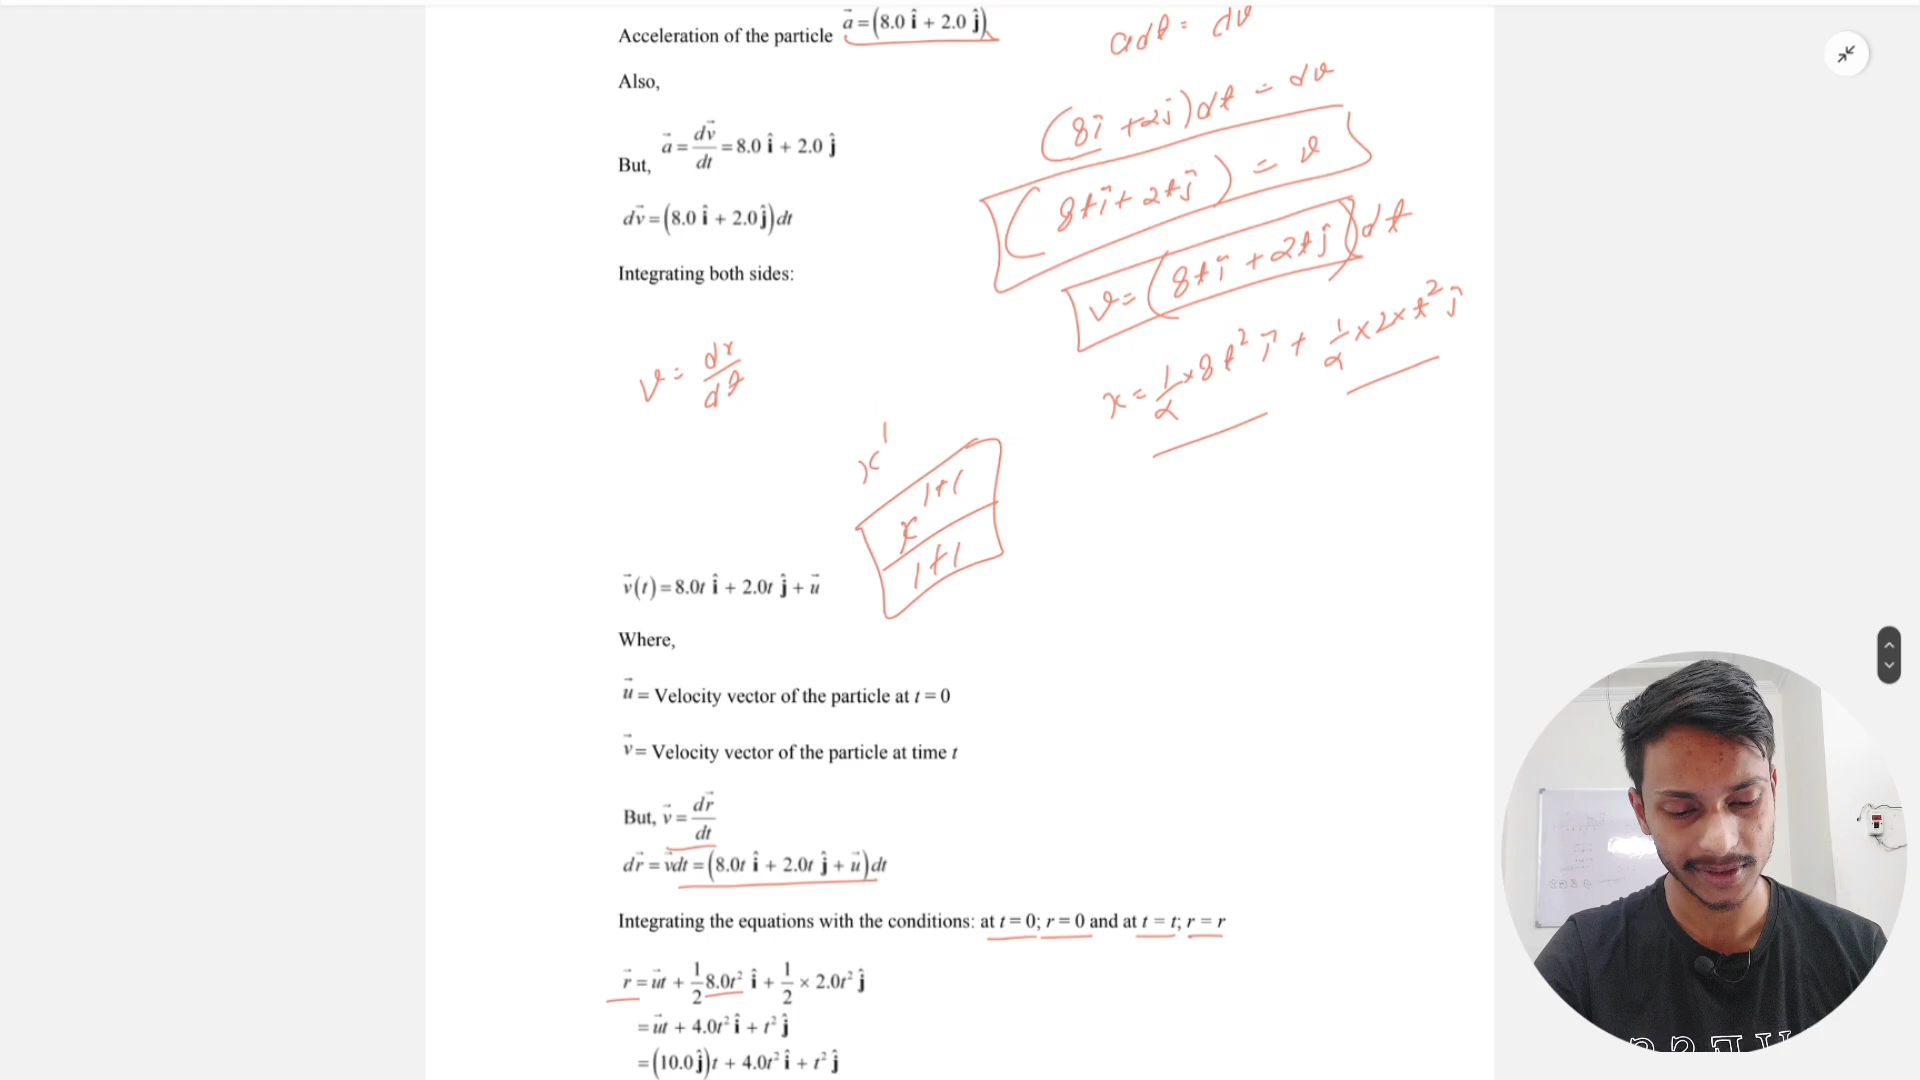 Acceleration of the particle a⃗ = (8.0 î + 2.0 ĵ)
Also,
But, a⃗ = dv⃗/dt = 8.0 î + 2.0 ĵ
dv⃗ = (8.0 î + 2.0 ĵ)dt
Integrating both sides:
adt = dv
(8î + 2ĵ)dt = dv
(8tî + 2tĵ) = v
v = (8tî + 2tĵ)dt
x = 1/2 × 8t² î + 1/2 × 2 × t² ĵ
v = dr/dt
x¹
x¹⁺¹/1+1
v⃗(t) = 8.0t î + 2.0t ĵ + u⃗
Where,
u⃗ = Velocity vector of the particle at t = 0
v⃗ = Velocity vector of the particle at time t
But, v⃗ = dr⃗/dt
dr⃗ = v⃗dt = (8.0t î + 2.0t ĵ + u⃗)dt
Integrating the equations with the conditions: at t = 0; r = 0 and at t = t; r = r
r⃗ = u⃗t + 1/2 8.0t² î + 1/2 × 2.0t² ĵ
= u⃗t + 4.0t² î + t² ĵ
= (10.0 ĵ)t + 4.0t² î + t² ĵ